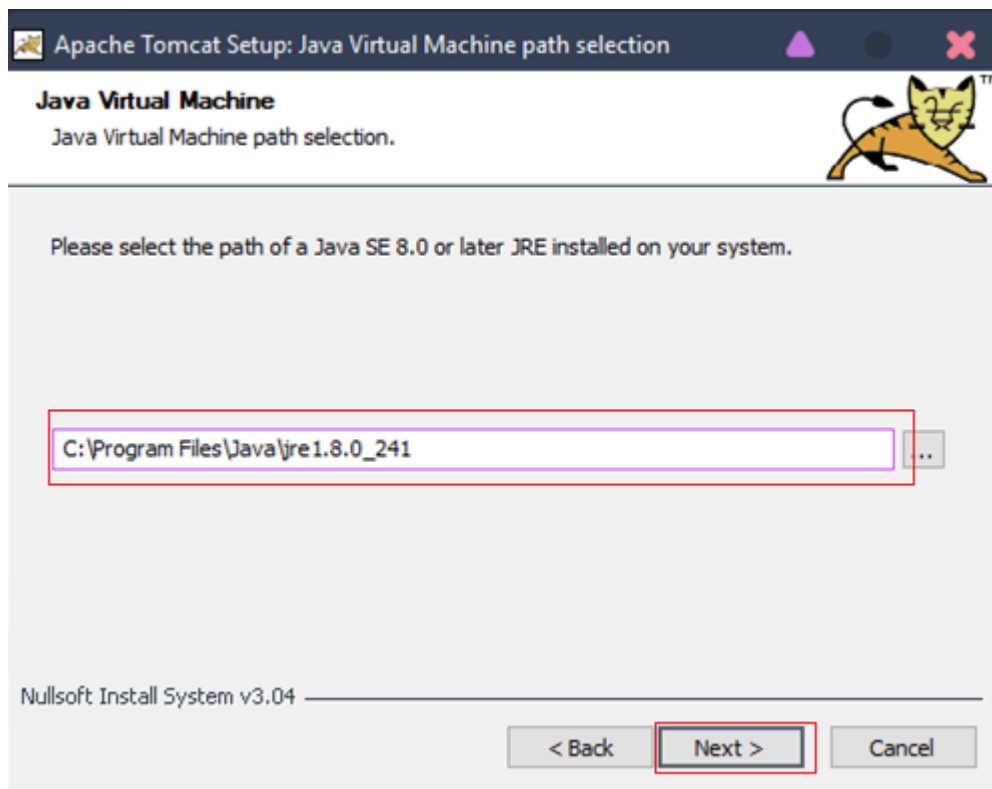 Apache Tomcat Setup: Java Virtual Machine path selection
TM
Java Virtual Machine
Java Virtual Machine path selection.
Please select the path of a Java SE 8.0 or later JRE installed on your system.
C:\Program Files\Java\jre1.8.0_241
...
Nullsoft Install System v3.04
< Back
Next >
Cancel